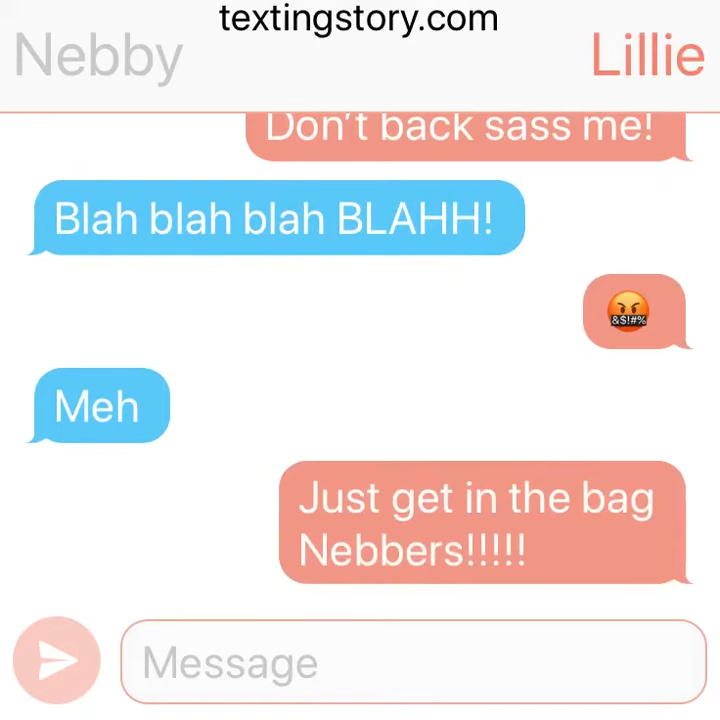 textingstory.com
Nebby
Lillie
Don't back sass me!
Blah blah blah BLAHH!
&$!#%
Meh
Just get in the bag
Nebbers!!!!!
Message